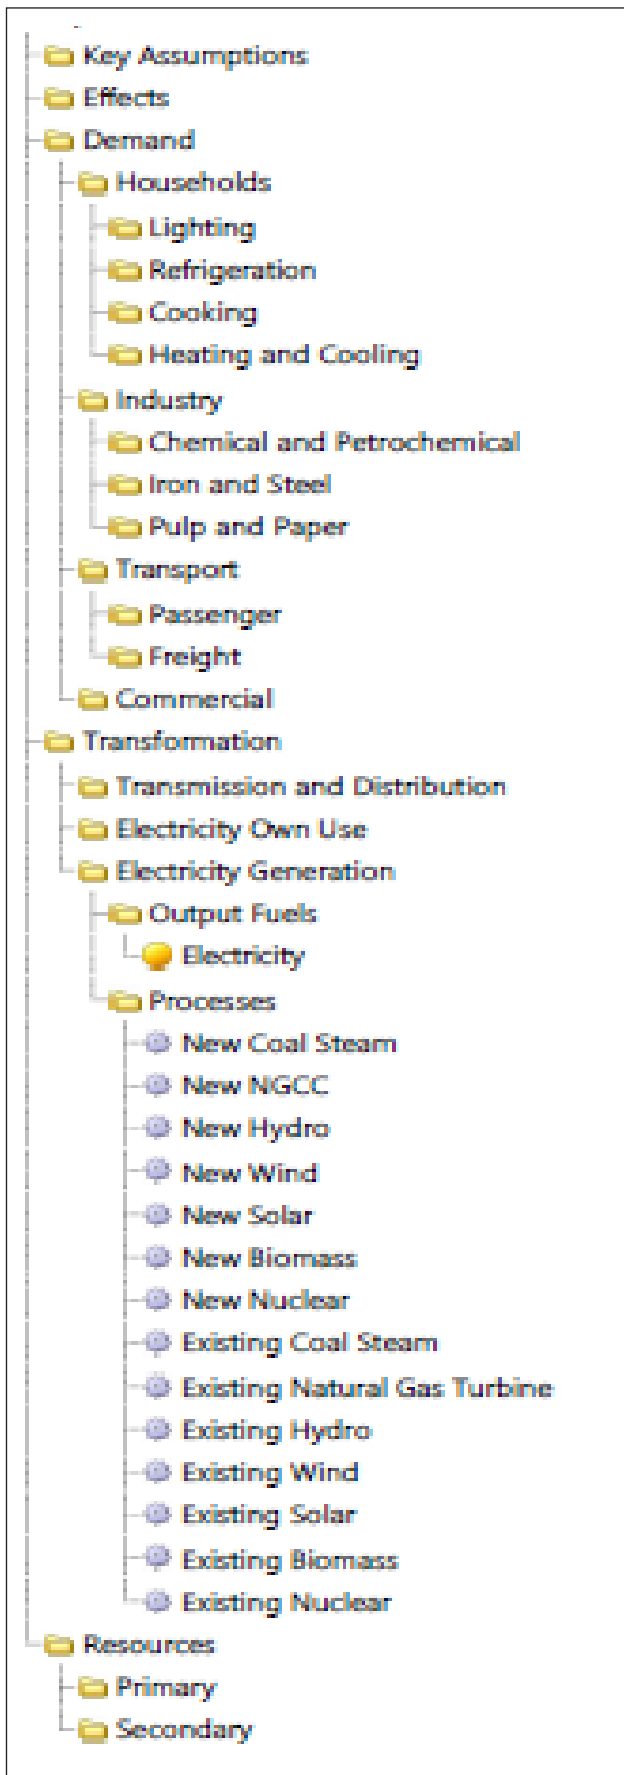 Key Assumptions
Effects
Demand
Households
Lighting
Refrigeration
Cooking
Heating and Cooling
Industry
Chemical and Petrochemical
Iron and Steel
Pulp and Paper
Transport
Passenger
Freight
Commercial
Transformation
Transmission and Distribution
Electricity Own Use
Electricity Generation
Output Fuels
Electricity
Processes
New Coal Steam
New NGCC
New Hydro
New Wind
New Solar
New Biomass
New Nuclear
Existing Coal Steam
Existing Natural Gas Turbine
Existing Hydro
Existing Wind
Existing Solar
Existing Biomass
Existing Nuclear
Resources
Primary
Secondary